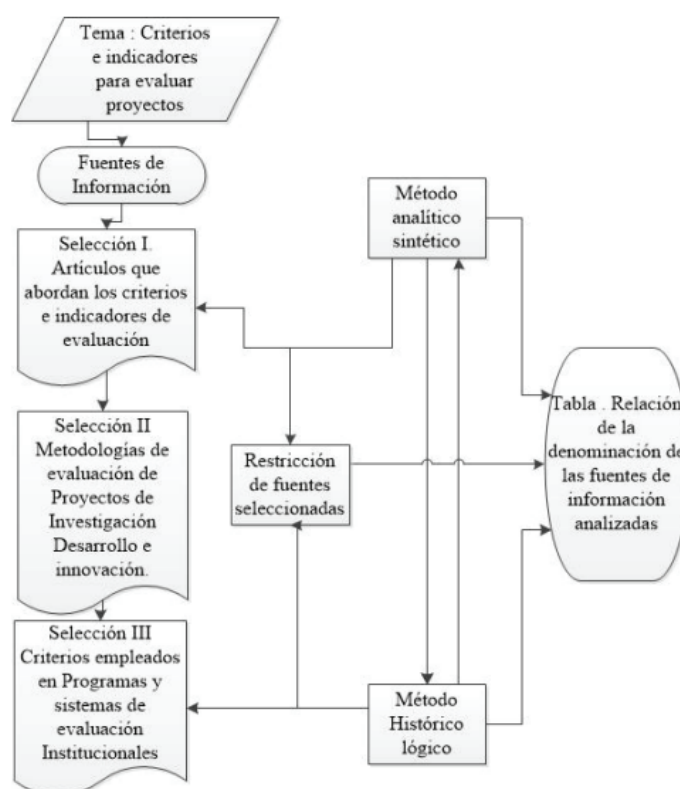 Tema : Criterios
e indicadores
para evaluar
proyectos
Fuentes de
Información
Selección I.
Artículos que
abordan los criterios
e indicadores de
evaluación
Selección II
Metodologías de
evaluación de
Proyectos de
Investigación
Desarrollo e
innovación.
Selección III
Criterios empleados
en Programas y
sistemas de
evaluación
Institucionales
Método
analítico
sintético
Restricción
de fuentes
seleccionadas
Método
Histórico
lógico
Tabla . Relación
de la
denominación de
las fuentes de
información
analizadas